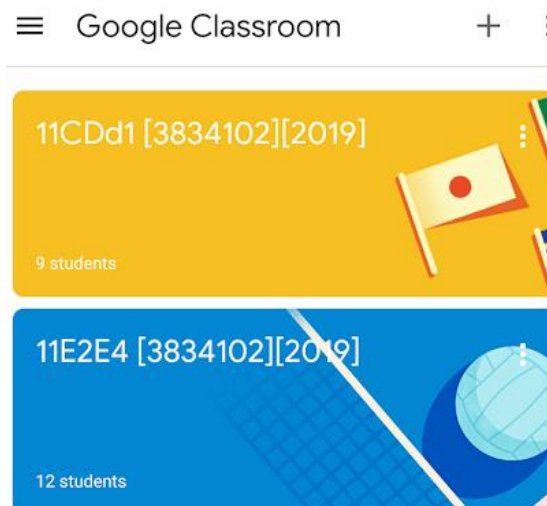 Google Classroom
11CDd1 [3834102][2019]
9 students
11E2E4 [3834102][2019]
12 students